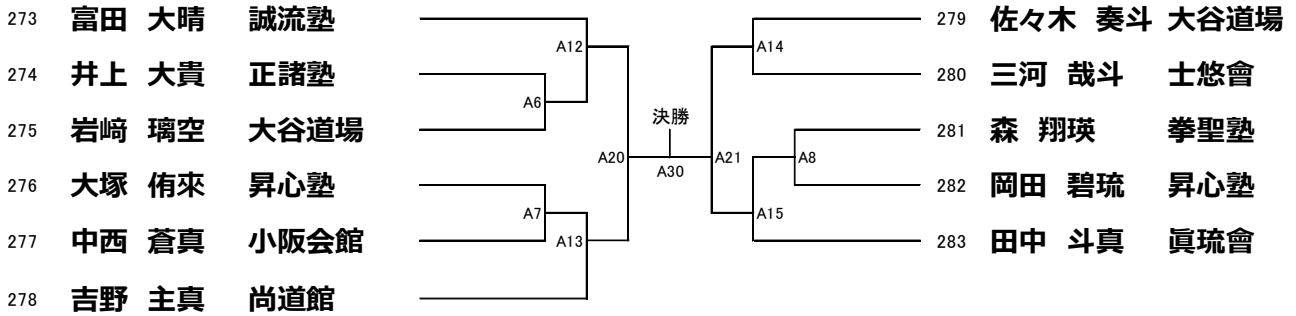 273 富田 大晴 誠流塾
274 井上 大貴 正諸塾
275 岩﨑 璃空 大谷道場
276 大塚 侑來 昇心塾
277 中西 蒼真 小阪会館
278 吉野 主真 尚道館
A12
A6
A20
A7
A13
決勝
A30
A14
A21
A8
A15
279 佐々木 奏斗 大谷道場
280 三河 哉斗 士悠會
281 森 翔瑛 拳聖塾
282 岡田 碧琉 昇心塾
283 田中 斗真 眞琉會